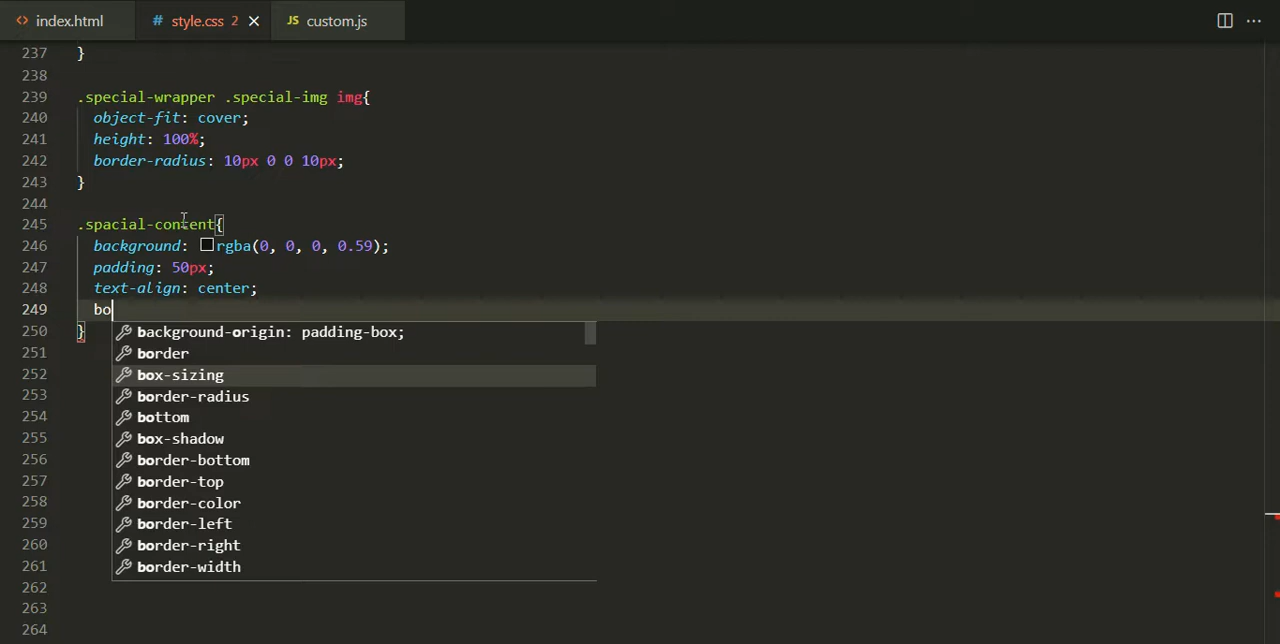 index.html
style.css 2
JS custom.js
237 }
238
239 .special-wrapper .special-img img{
240 object-fit: cover;
241 height: 100%;
242 border-radius: 10px 0 0 10px;
243 }
244
245 .spacial-content{
246 background: rgba(0, 0, 0, 0.59);
247 padding: 50px;
248 text-align: center;
249 bo
250 } background-origin: padding-box;
251 border
252 box-sizing
253 border-radius
254 bottom
255 box-shadow
256 border-bottom
257 border-top
258 border-color
259 border-left
260 border-right
261 border-width
262
263
264